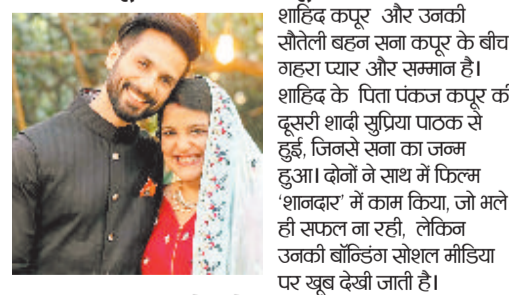 शाहिद कपूर और उनकी
सौतेली बहन सना कपूर के बीच
गहरा प्यार और सम्मान है।
शाहिद के पिता पंकज कपूर की
दूसरी शादी सुप्रिया पाठक से
हुई, जिनसे सना का जन्म
हुआ। दोनों ने साथ में फिल्म
‘शानदार’ में काम किया, जो भले
ही सफल ना रही, लेकिन
उनकी बॉन्डिंग सोशल मीडिया
पर खूब देखी जाती है।